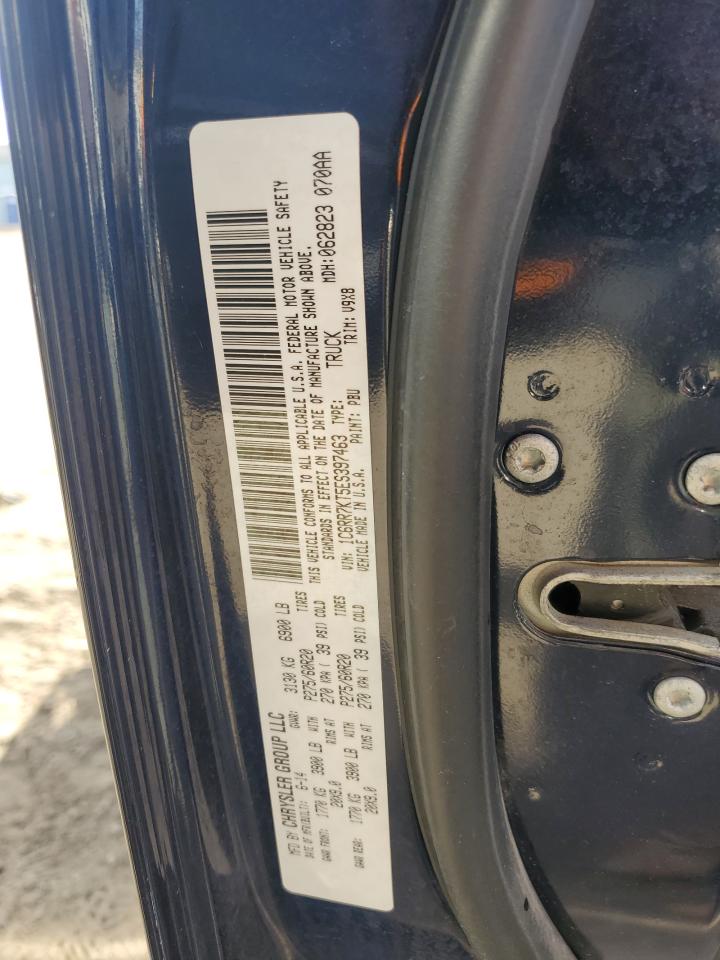 MFD BY CHRYSLER GROUP LLC
DATE OF MFR/BUILT: 6-14 GVWR: 3130 KG 6900 LB
GAWR FRONT: 1770 KG 3900 LB WITH P275/60R20 TIRES
20X9.0 RIMS AT 270 KPA ( 39 PSI) COLD
GAWR REAR: 1770 KG 3900 LB WITH P275/60R20 TIRES
20X9.0 RIMS AT 270 KPA ( 39 PSI) COLD
THIS VEHICLE CONFORMS TO ALL APPLICABLE U.S.A. FEDERAL MOTOR VEHICLE SAFETY
STANDARDS IN EFFECT ON THE DATE OF MANUFACTURE SHOWN ABOVE.
VIN: 1C6RR7KT5ES397463 TYPE: TRUCK MDH:062823 070AA
VEHICLE MADE IN U.S.A. PAINT: PBU TRIM: V9X8